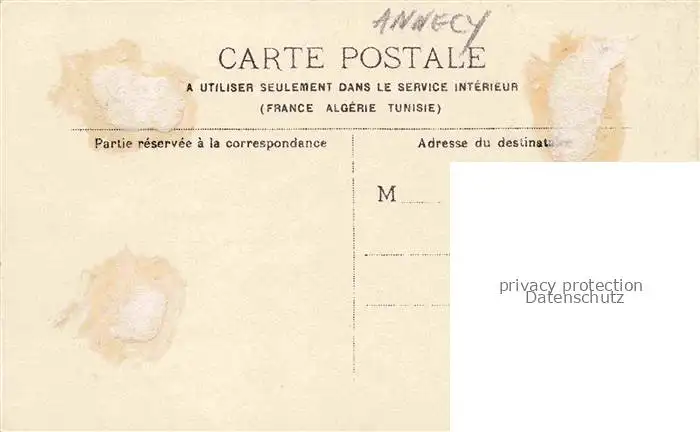 ANNECY
CARTE POSTALE
A UTILISER SEULEMENT DANS LE SERVICE INTÉRIEUR
(FRANCE ALGÉRIE TUNISIE)
Partie réservée à la correspondance
Adresse du destinataire
M
privacy protection
Datenschutz